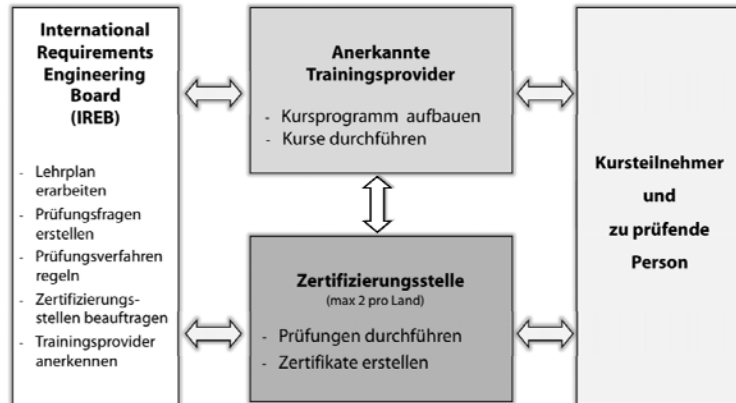 International
Requirements
Engineering
Board
(IREB)
- Lehrplan
erarbeiten
- Prüfungsfragen
erstellen
- Prüfungsverfahren
regeln
- Zertifizierungs-
stellen beauftragen
- Trainingsprovider
anerkennen
Anerkannte
Trainingsprovider
- Kursprogramm aufbauen
- Kurse durchführen
Zertifizierungsstelle
(max 2 pro Land)
- Prüfungen durchführen
- Zertifikate erstellen
Kursteilnehmer
und
zu prüfende
Person